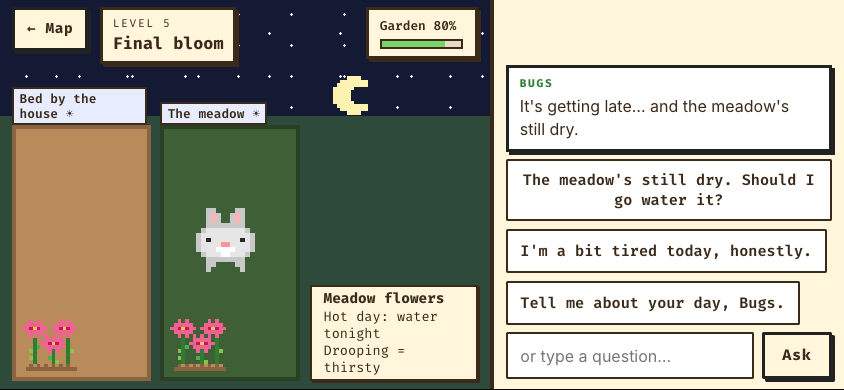 ← Map
LEVEL 5
Final bloom
Garden 80%
Bed by the
house ☀
The meadow ☀
Meadow flowers
Hot day: water
tonight
Drooping =
thirsty
BUGS
It's getting late… and the meadow's
still dry.
The meadow's still dry. Should I
go water it?
I'm a bit tired today, honestly.
Tell me about your day, Bugs.
or type a question…
Ask